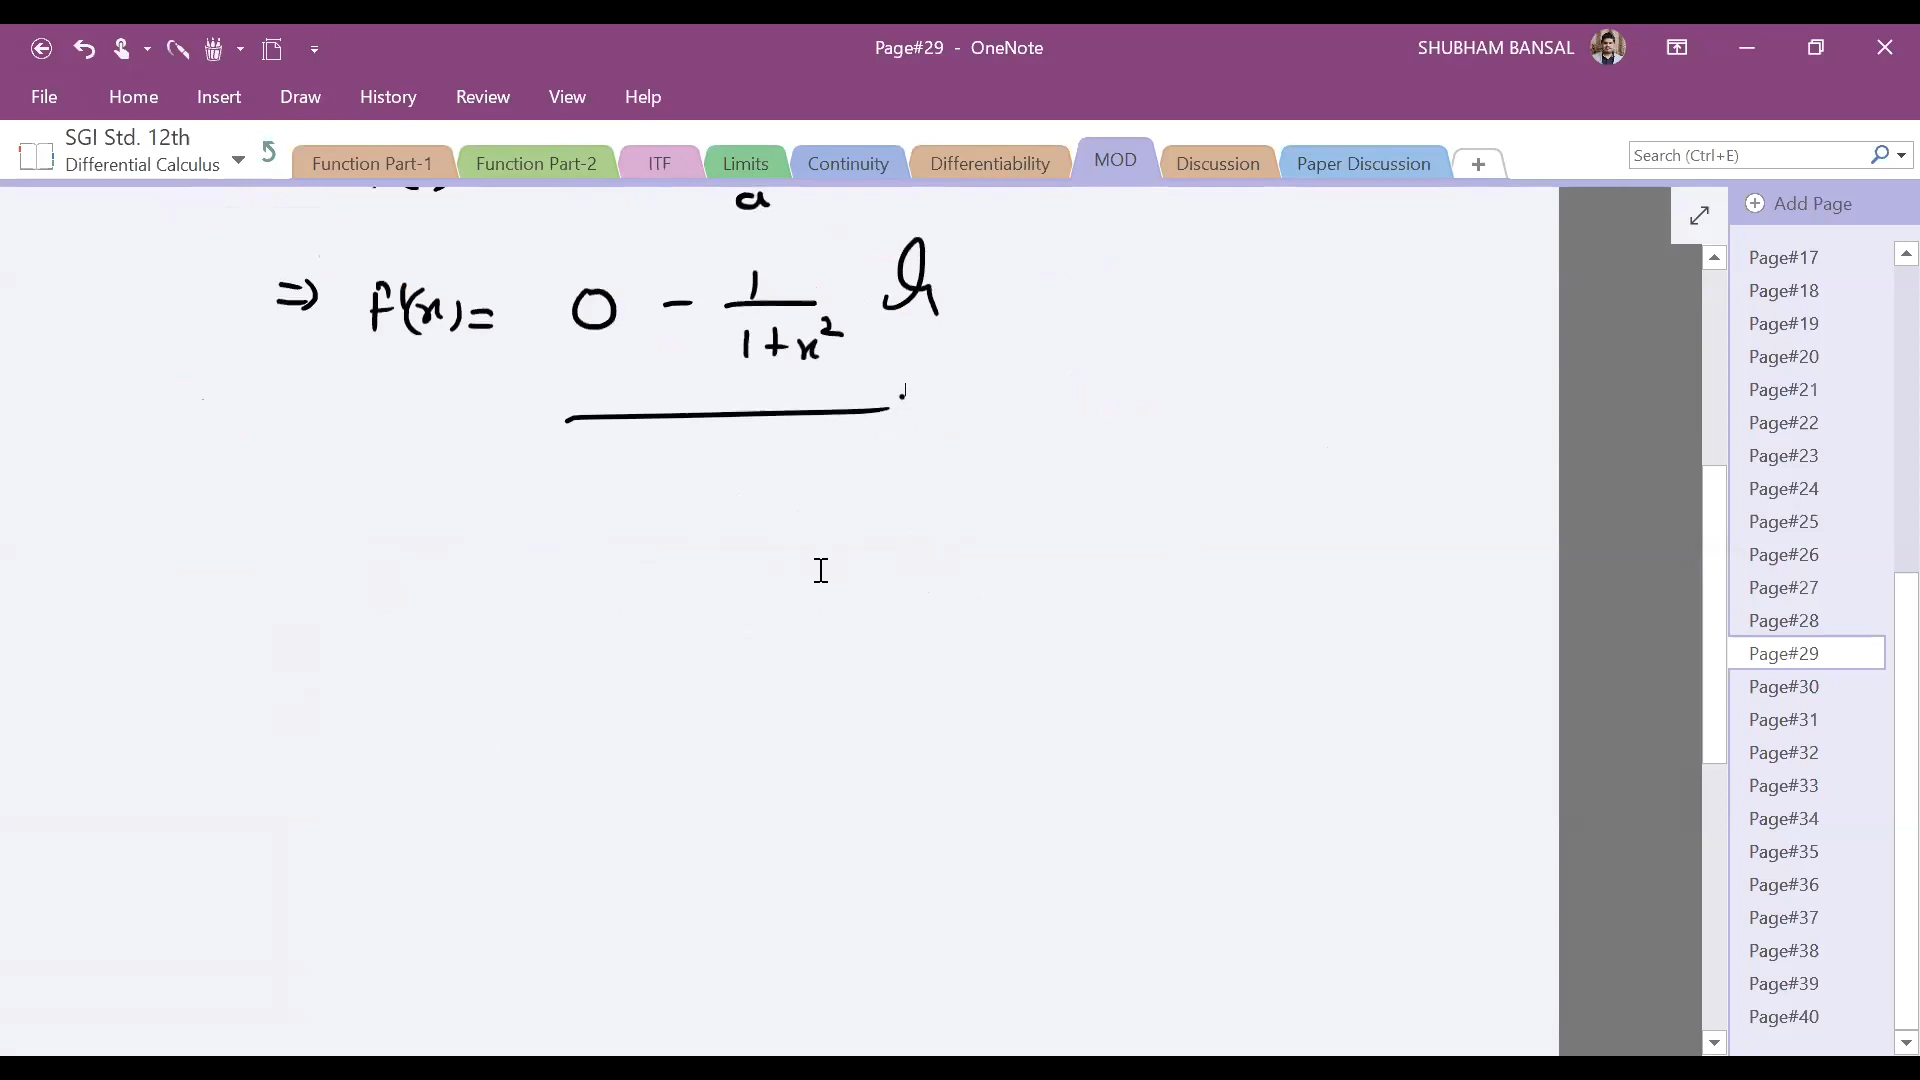 Page#29 - OneNote
SHUBHAM BANSAL
File Home Insert Draw History Review View Help
SGI Std. 12th
Differential Calculus
Function Part-1 Function Part-2 ITF Limits Continuity Differentiability MOD Discussion Paper Discussion +
Search (Ctrl+E)
Add Page
a
⇒ f'(x) = 0 - 1/(1+x²)
Page#17
Page#18
Page#19
Page#20
Page#21
Page#22
Page#23
Page#24
Page#25
Page#26
Page#27
Page#28
Page#29
Page#30
Page#31
Page#32
Page#33
Page#34
Page#35
Page#36
Page#37
Page#38
Page#39
Page#40